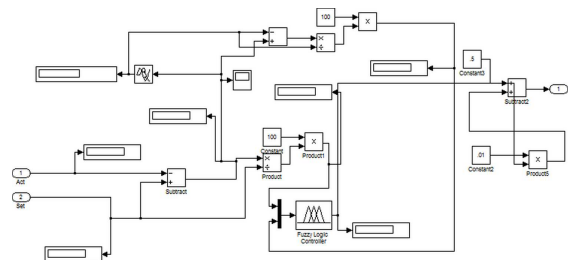 100
.5
Constant3
Subtract2
1
100
Constant
Product1
Product
.01
Constant2
Product5
1
Act
Subtract
2
Set
Fuzzy Logic
Controller